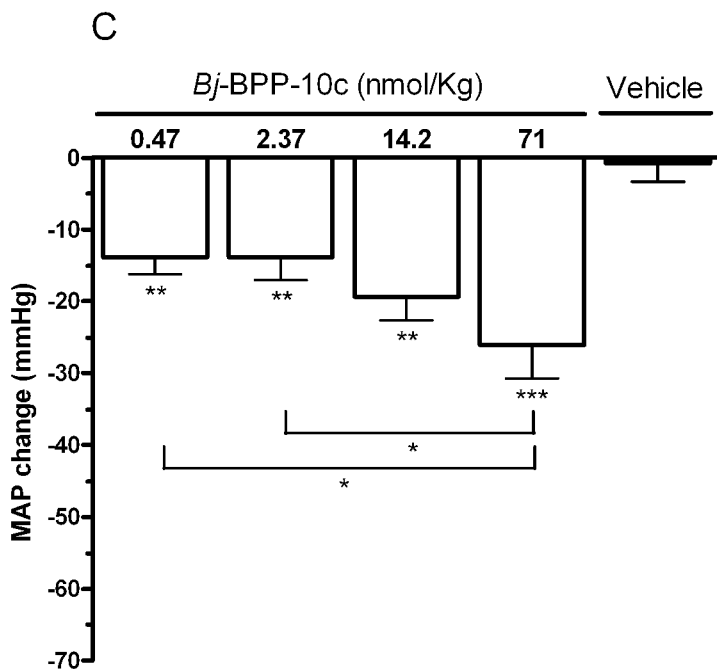 C
Bj-BPP-10c (nmol/Kg)
Vehicle
0.47 2.37 14.2 71
0
-10
-20
-30
-40
-50
-60
-70
MAP change (mmHg)
** ** ** ***
*
*